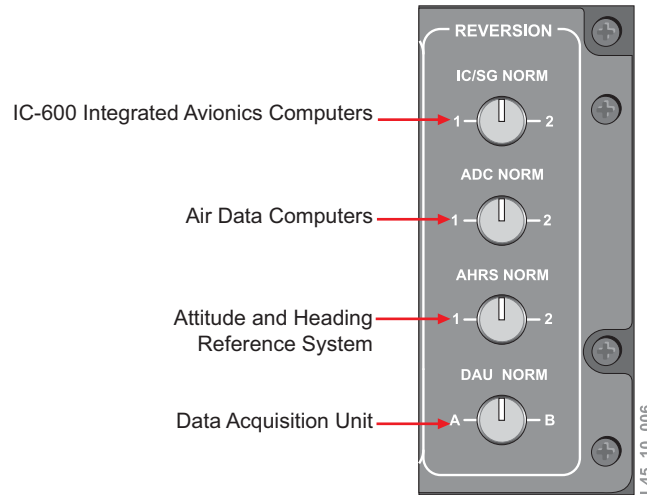 REVERSION
IC/SG NORM
IC-600 Integrated Avionics Computers
1
2
ADC NORM
Air Data Computers
1
2
AHRS NORM
Attitude and Heading
Reference System
1
2
DAU NORM
Data Acquisition Unit
A
B
L45_10_006